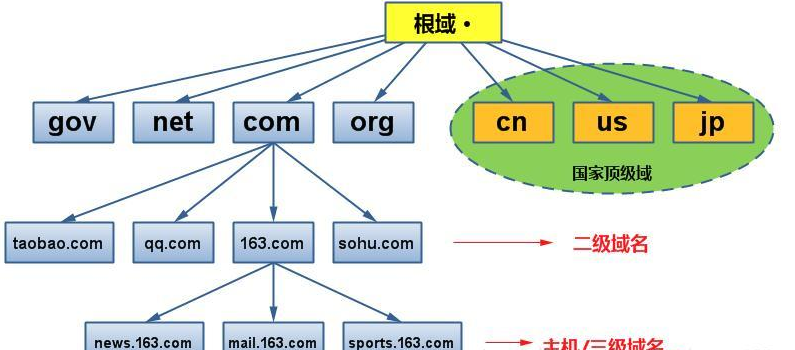 根域 ·
gov
net
com
org
cn
us
jp
国家顶级域
taobao.com
qq.com
163.com
sohu.com
二级域名
news.163.com
mail.163.com
sports.163.com
主机/三级域名